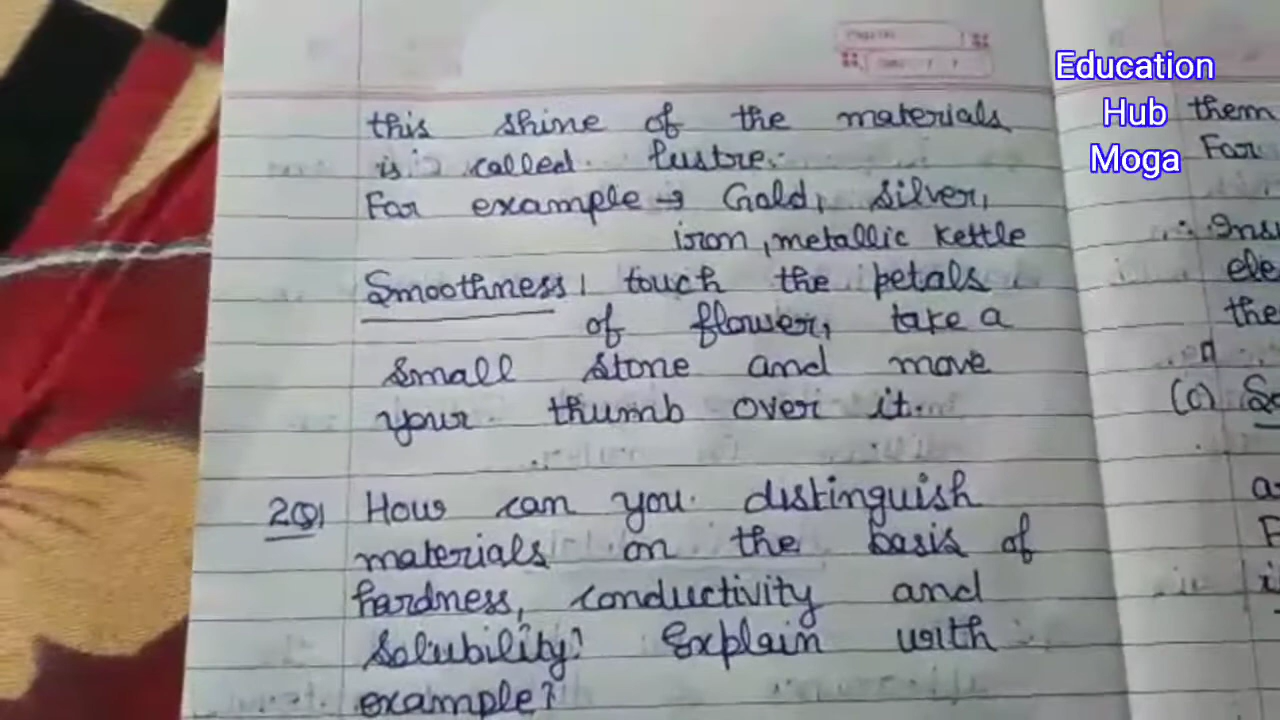 this shine of the materials
is called lustre.
For example → Gold, silver,
iron, metallic kettle
Smoothness, touch the petals
of flower, take a
small stone and move
your thumb over it.
2Q) How can you distinguish
materials on the basis of
hardness, conductivity and
solubility? Explain with
example?
Education
Hub
Moga
them
For
the
(C)